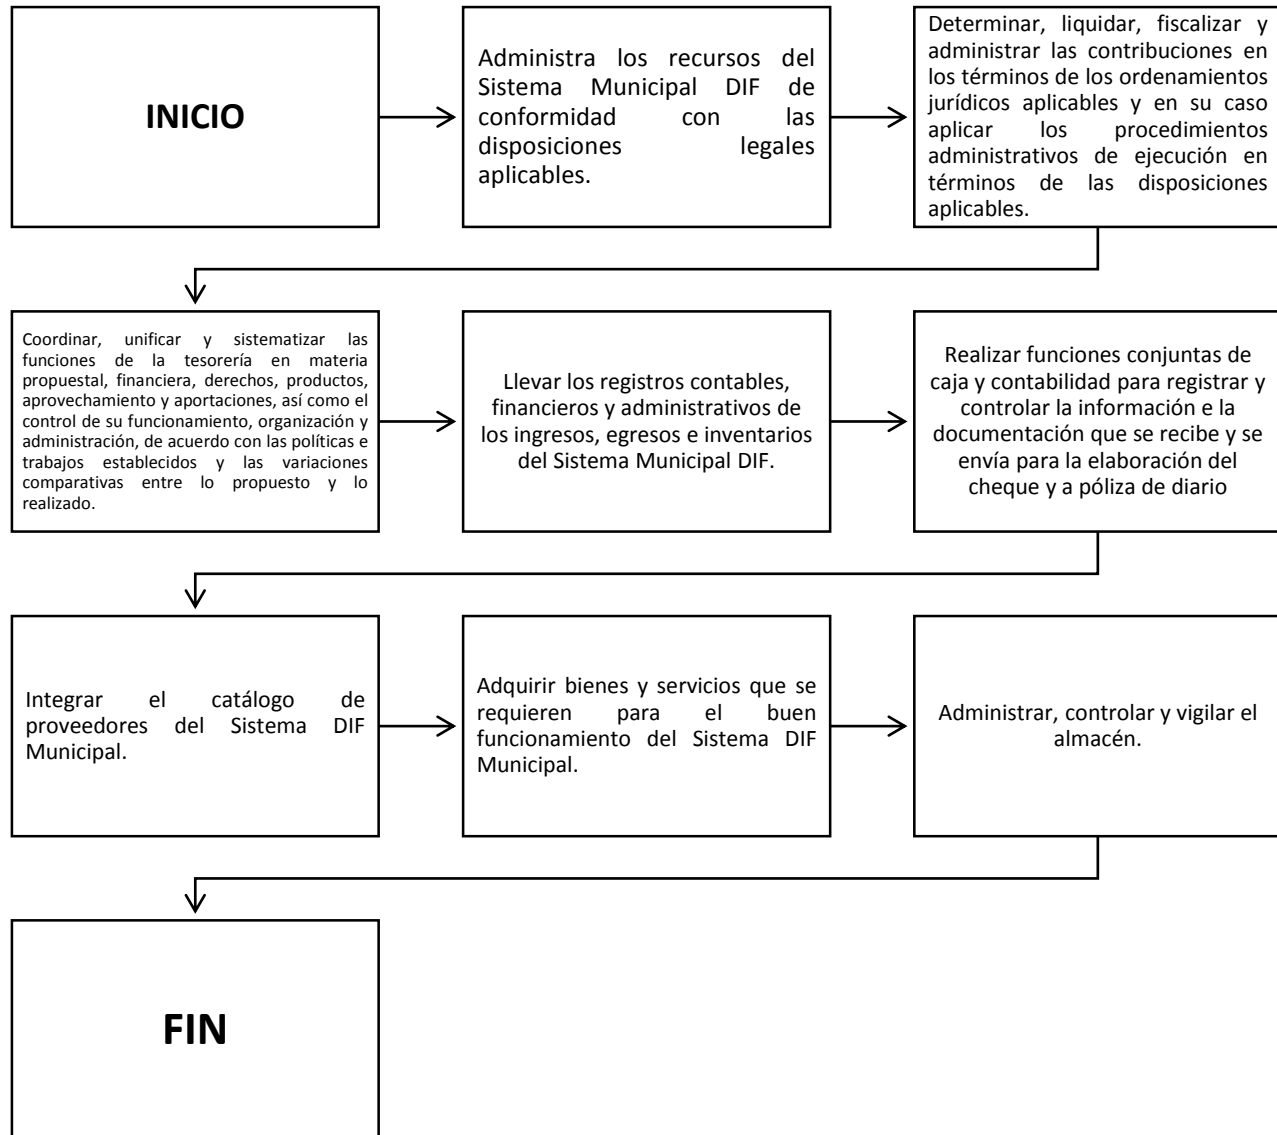 INICIO
Administra los recursos del
Sistema Municipal DIF de
conformidad con las
disposiciones legales
aplicables.
Determinar, liquidar, fiscalizar y
administrar las contribuciones en
los términos de los ordenamientos
jurídicos aplicables y en su caso
aplicar los procedimientos
administrativos de ejecución en
términos de las disposiciones
aplicables.
Coordinar, unificar y sistematizar las
funciones de la tesorería en materia
propuestal, financiera, derechos, productos,
aprovechamiento y aportaciones, así como el
control de su funcionamiento, organización y
administración, de acuerdo con las políticas e
trabajos establecidos y las variaciones
comparativas entre lo propuesto y lo
realizado.
Llevar los registros contables,
financieros y administrativos de
los ingresos, egresos e inventarios
del Sistema Municipal DIF.
Realizar funciones conjuntas de
caja y contabilidad para registrar y
controlar la información e la
documentación que se recibe y se
envía para la elaboración del
cheque y a póliza de diario
Integrar el catálogo de
proveedores del Sistema DIF
Municipal.
Adquirir bienes y servicios que se
requieren para el buen
funcionamiento del Sistema DIF
Municipal.
Administrar, controlar y vigilar el
almacén.
FIN